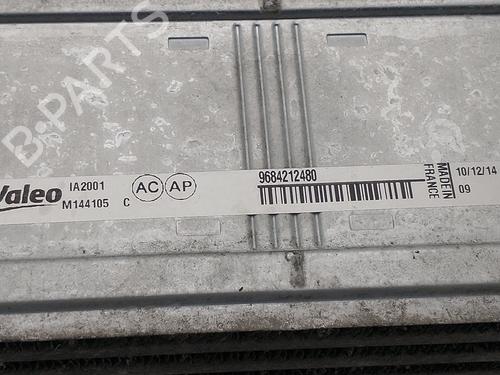 B-PARTS
Valeo
IA2001
M144105 C
AC AP
9684212480
MADE IN
FRANCE
10/12/14
09